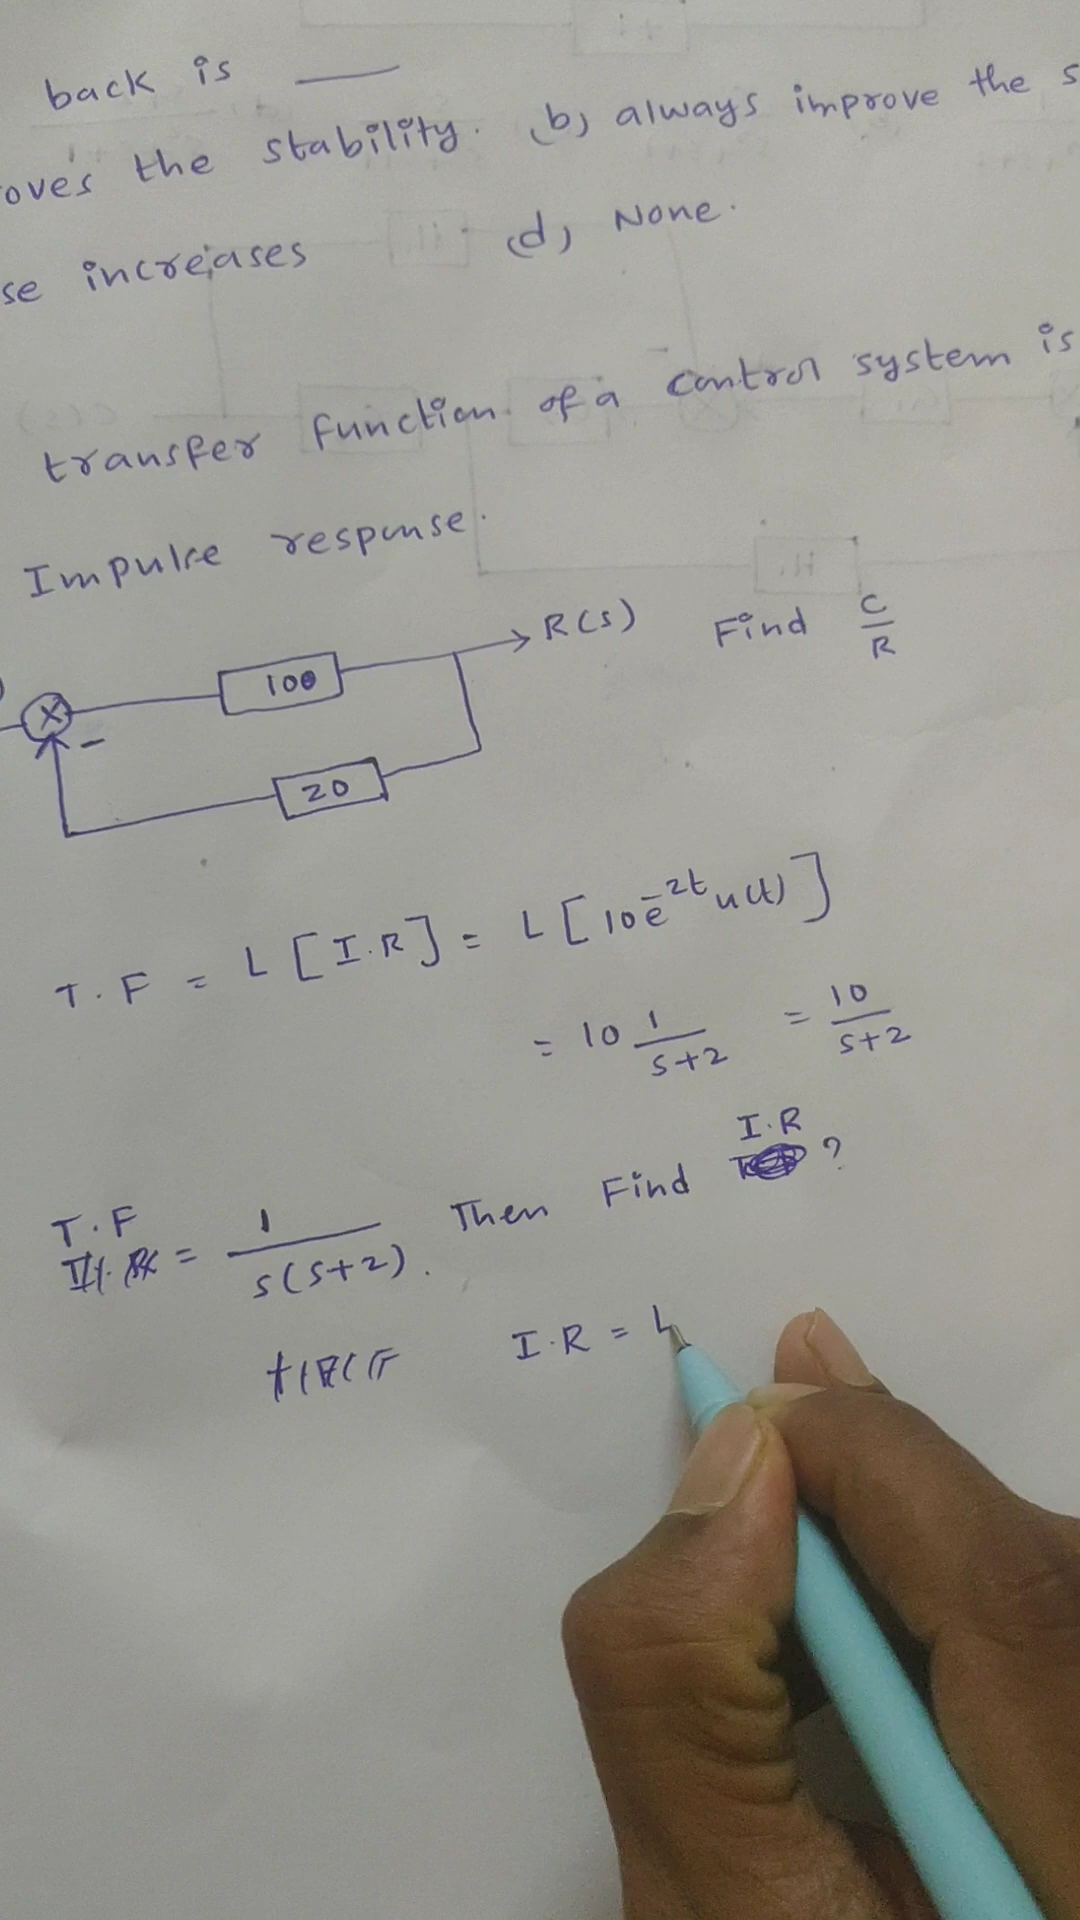 back is ___
oves the stability. (b) always improve the s
se increases (d) None.
transfer function of a control system is
Impulse response.
100 → R(s) Find C/R
X
-
20
T.F = L [I.R] = L [10e^-2t u(t)]
= 10 1/s+2 = 10/s+2
I.R
T.F = 1/s(s+2). Then Find ?
I.R = L